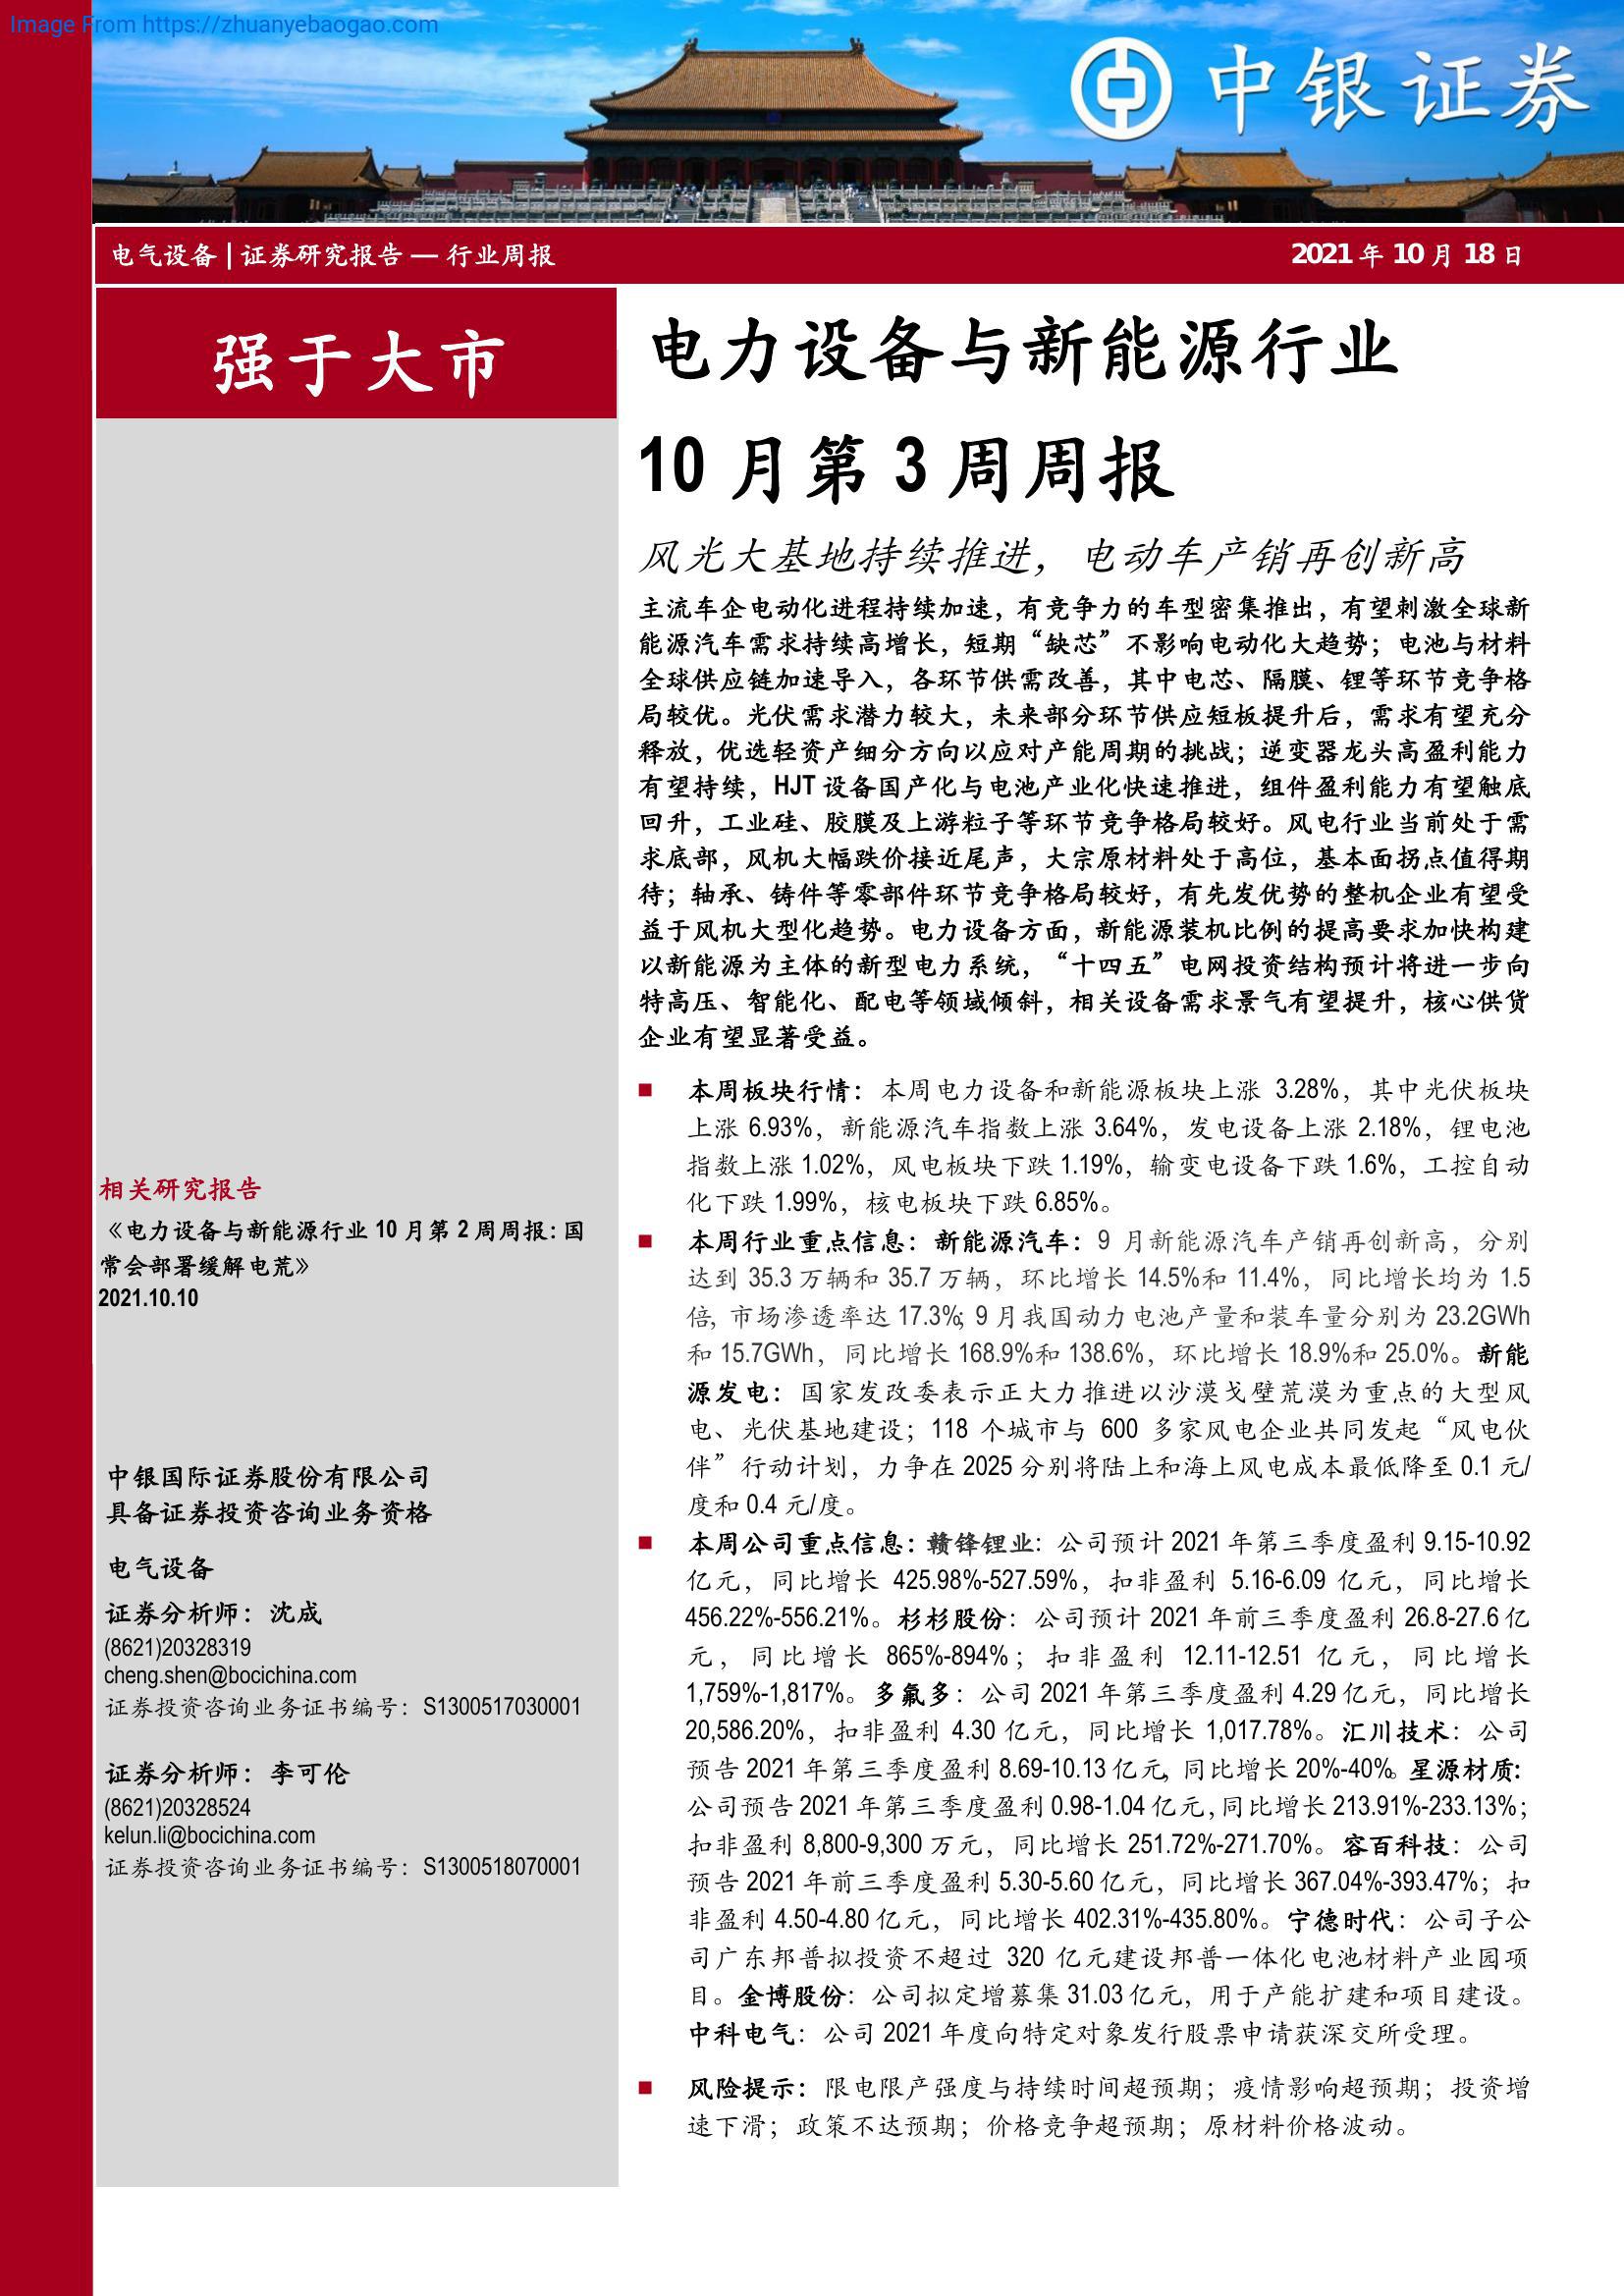 Image From https://zhuanyebaogao.com
中银证券
电气设备 | 证券研究报告 — 行业周报
2021 年 10 月 18 日
强于大市
相关研究报告
《电力设备与新能源行业 10 月第 2 周周报：国
常会部署缓解电荒》
2021.10.10
中银国际证券股份有限公司
具备证券投资咨询业务资格
电气设备
证券分析师：沈成
(8621)20328319
cheng.shen@bocichina.com
证券投资咨询业务证书编号：S1300517030001
证券分析师：李可伦
(8621)20328524
kelun.li@bocichina.com
证券投资咨询业务证书编号：S1300518070001
电力设备与新能源行业
10 月第 3 周周报
风光大基地持续推进，电动车产销再创新高
主流车企电动化进程持续加速，有竞争力的车型密集推出，有望刺激全球新
能源汽车需求持续高增长，短期“缺芯”不影响电动化大趋势；电池与材料
全球供应链加速导入，各环节供需改善，其中电芯、隔膜、锂等环节竞争格
局较优。光伏需求潜力较大，未来部分环节供应短板提升后，需求有望充分
释放，优选轻资产细分方向以应对产能周期的挑战；逆变器龙头高盈利能力
有望持续，HJT 设备国产化与电池产业化快速推进，组件盈利能力有望触底
回升，工业硅、胶膜及上游粒子等环节竞争格局较好。风电行业当前处于需
求底部，风机大幅跌价接近尾声，大宗原材料处于高位，基本面拐点值得期
待；轴承、铸件等零部件环节竞争格局较好，有先发优势的整机企业有望受
益于风机大型化趋势。电力设备方面，新能源装机比例的提高要求加快构建
以新能源为主体的新型电力系统，“十四五”电网投资结构预计将进一步向
特高压、智能化、配电等领域倾斜，相关设备需求景气有望提升，核心供货
企业有望显著受益。
■ 本周板块行情：本周电力设备和新能源板块上涨 3.28%，其中光伏板块
上涨 6.93%，新能源汽车指数上涨 3.64%，发电设备上涨 2.18%，锂电池
指数上涨 1.02%，风电板块下跌 1.19%，输变电设备下跌 1.6%，工控自动
化下跌 1.99%，核电板块下跌 6.85%。
■ 本周行业重点信息：新能源汽车：9 月新能源汽车产销再创新高，分别
达到 35.3 万辆和 35.7 万辆，环比增长 14.5%和 11.4%，同比增长均为 1.5
倍，市场渗透率达 17.3%；9 月我国动力电池产量和装车量分别为 23.2GWh
和 15.7GWh，同比增长 168.9%和 138.6%，环比增长 18.9%和 25.0%。新能
源发电：国家发改委表示正大力推进以沙漠戈壁荒漠为重点的大型风
电、光伏基地建设；118 个城市与 600 多家风电企业共同发起“风电伙
伴”行动计划，力争在 2025 分别将陆上和海上风电成本最低降至 0.1 元/
度和 0.4 元/度。
■ 本周公司重点信息：赣锋锂业：公司预计 2021 年第三季度盈利 9.15-10.92
亿元，同比增长 425.98%-527.59%，扣非盈利 5.16-6.09 亿元，同比增长
456.22%-556.21%。杉杉股份：公司预计 2021 年前三季度盈利 26.8-27.6 亿
元，同比增长 865%-894%；扣非盈利 12.11-12.51 亿元，同比增长
1,759%-1,817%。多氟多：公司 2021 年第三季度盈利 4.29 亿元，同比增长
20,586.20%，扣非盈利 4.30 亿元，同比增长 1,017.78%。汇川技术：公司
预告 2021 年第三季度盈利 8.69-10.13 亿元，同比增长 20%-40%。星源材质：
公司预告 2021 年第三季度盈利 0.98-1.04 亿元，同比增长 213.91%-233.13%；
扣非盈利 8,800-9,300 万元，同比增长 251.72%-271.70%。容百科技：公司
预告 2021 年前三季度盈利 5.30-5.60 亿元，同比增长 367.04%-393.47%；扣
非盈利 4.50-4.80 亿元，同比增长 402.31%-435.80%。宁德时代：公司子公
司广东邦普拟投资不超过 320 亿元建设邦普一体化电池材料产业园项
目。金博股份：公司拟定增募集 31.03 亿元，用于产能扩建和项目建设。
中科电气：公司 2021 年度向特定对象发行股票申请获深交所受理。
■ 风险提示：限电限产强度与持续时间超预期；疫情影响超预期；投资增
速下滑；政策不达预期；价格竞争超预期；原材料价格波动。